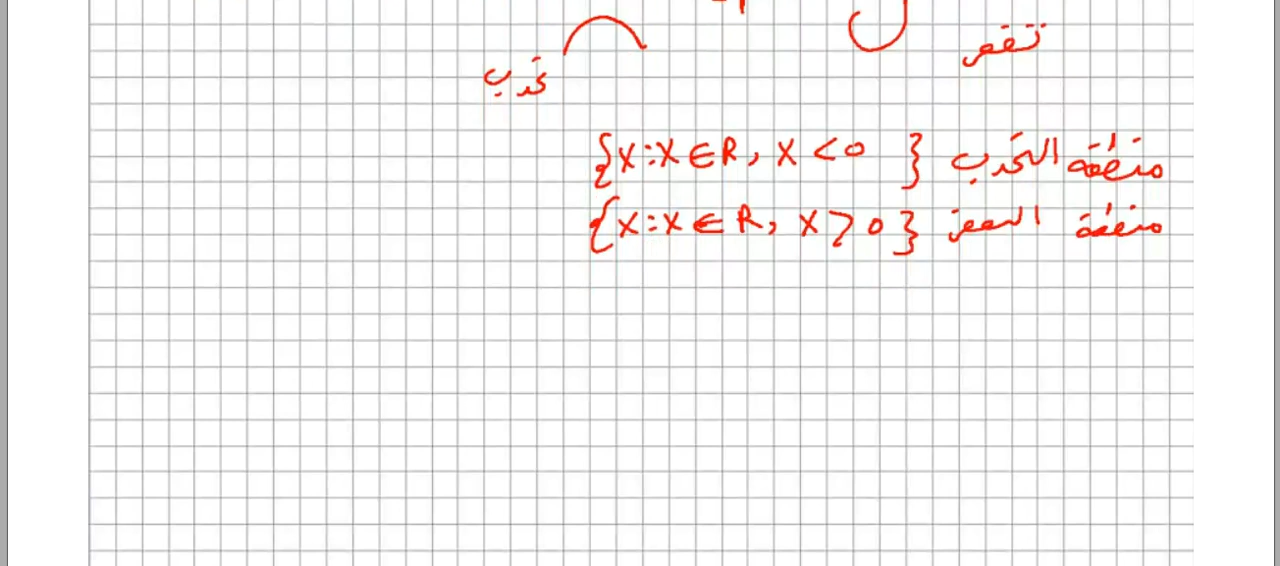 تقعر
تحدب
منطقة التحدب {X:X∈R, X<0}
منطقة التقعر {X:X∈R, X>0}